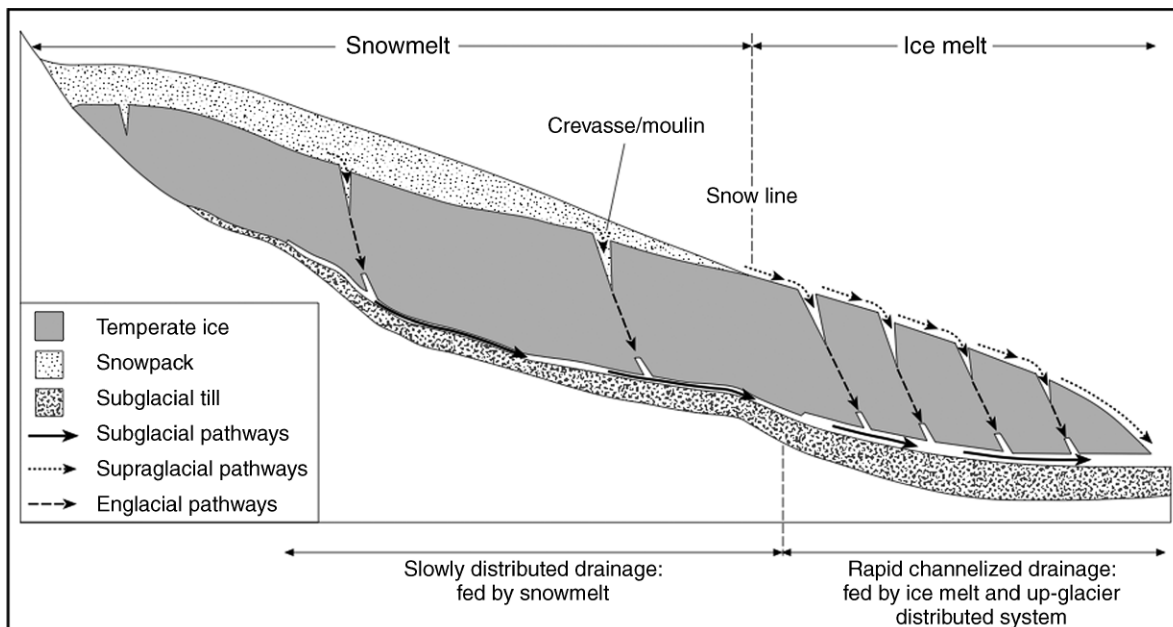 Snowmelt
Ice melt
Crevasse/moulin
Snow line
Temperate ice
Snowpack
Subglacial till
Subglacial pathways
Supraglacial pathways
Englacial pathways
Slowly distributed drainage:
fed by snowmelt
Rapid channelized drainage:
fed by ice melt and up-glacier
distributed system